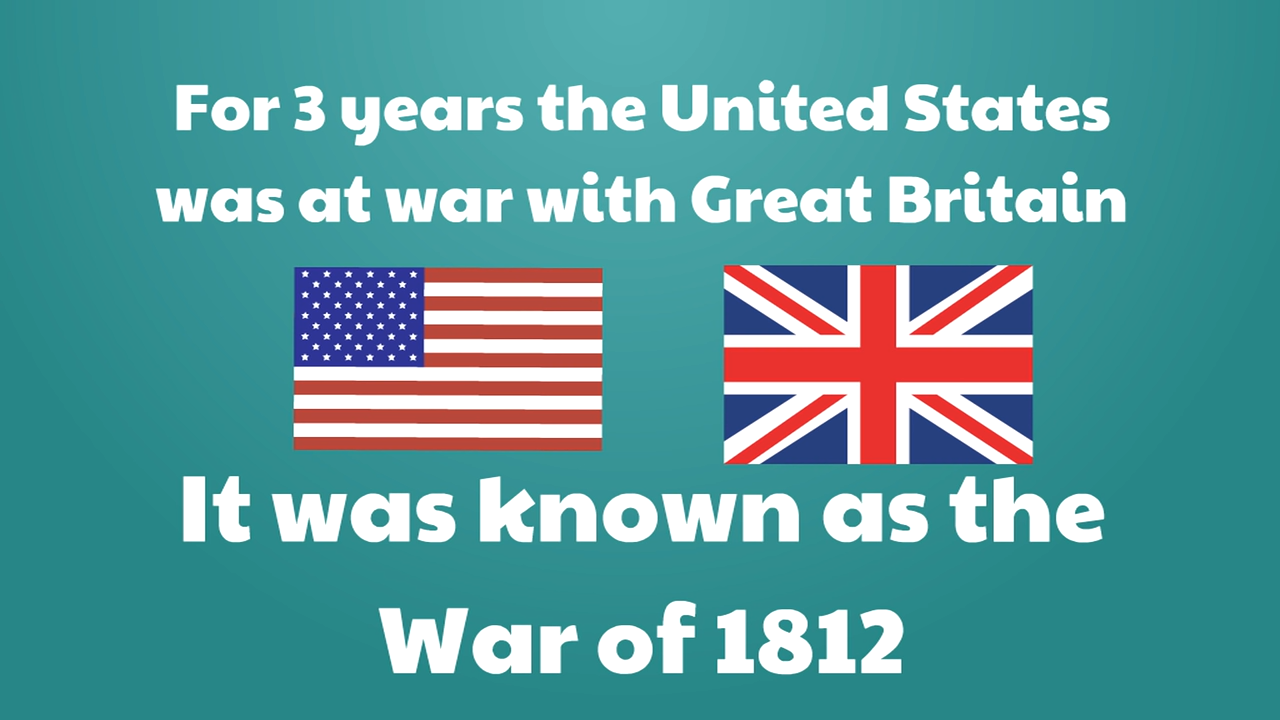 For 3 years the United States
was at war with Great Britain
It was known as the
War of 1812